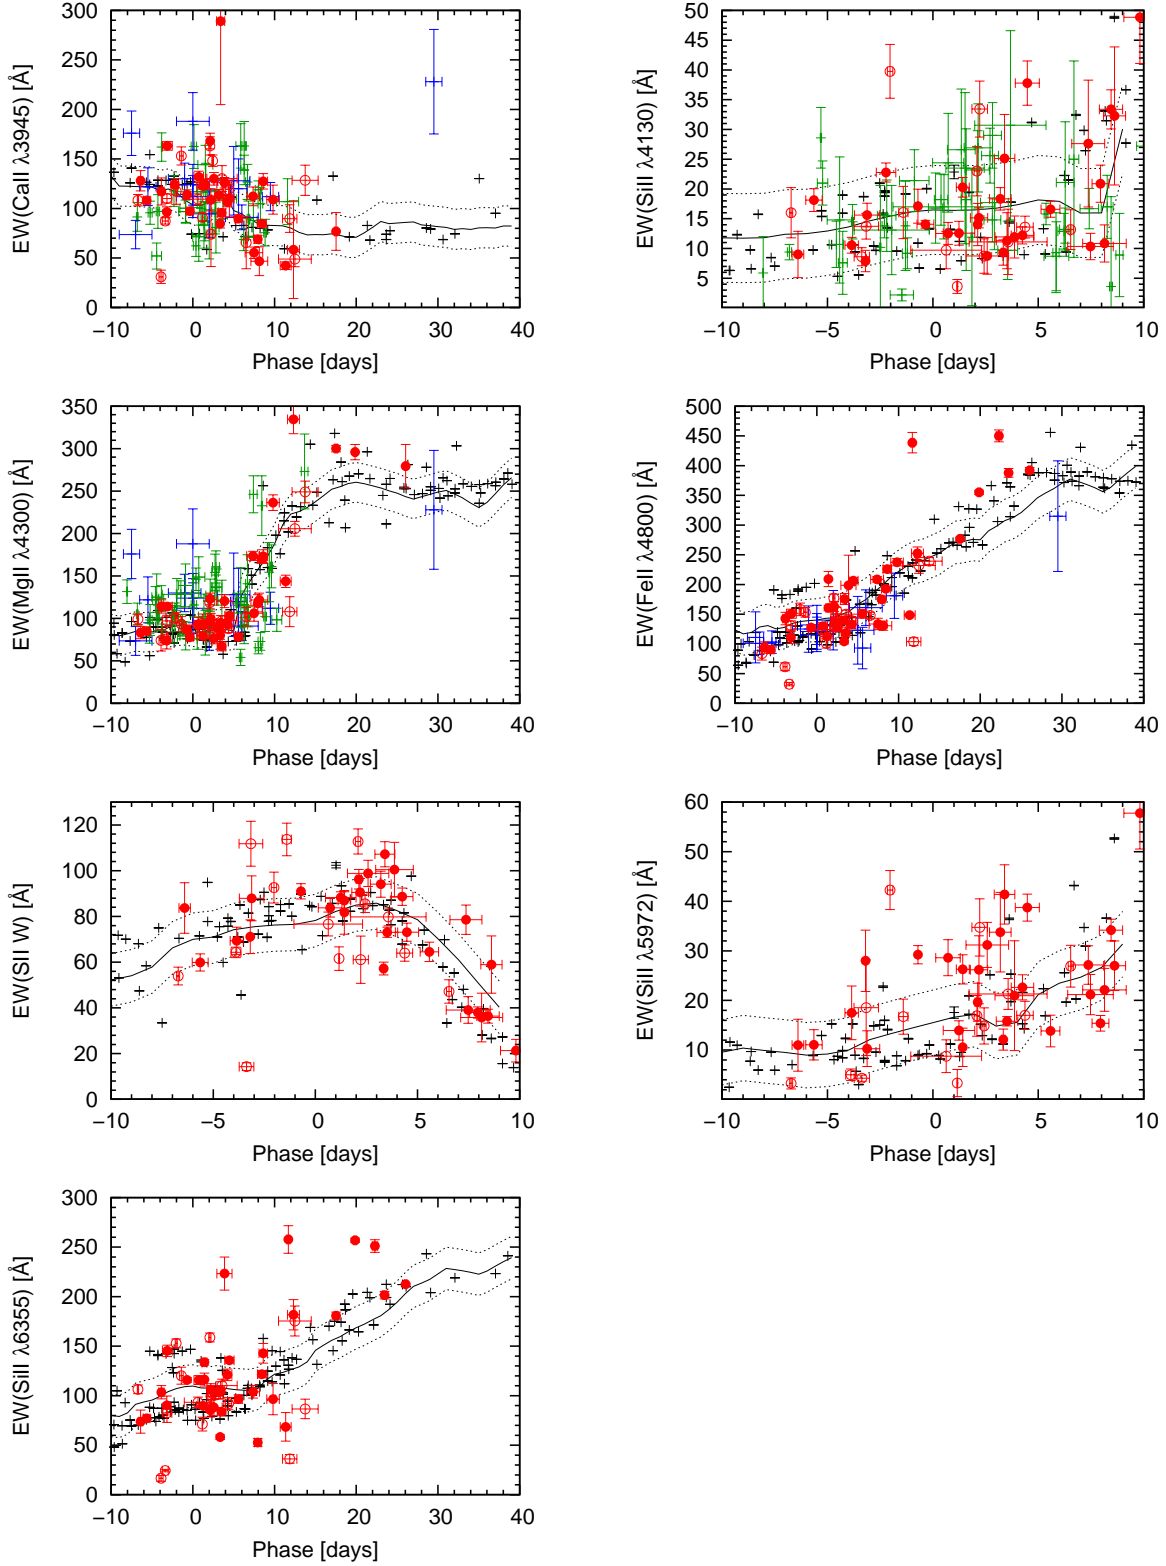 EW(CaII λ3945) [Å]
300
250
200
150
100
50
0
−10 0 10 20 30 40
Phase [days]
EW(SiII λ4130) [Å]
50
45
40
35
30
25
20
15
10
5
−10 −5 0 5 10
Phase [days]
EW(MgII λ4300) [Å]
350
300
250
200
150
100
50
0
−10 0 10 20 30 40
Phase [days]
EW(FeII λ4800) [Å]
500
450
400
350
300
250
200
150
100
50
0
−10 0 10 20 30 40
Phase [days]
EW(SII W) [Å]
120
100
80
60
40
20
0
−10 −5 0 5 10
Phase [days]
EW(SiII λ5972) [Å]
60
50
40
30
20
10
−10 −5 0 5 10
Phase [days]
EW(SiII λ6355) [Å]
300
250
200
150
100
50
0
−10 0 10 20 30 40
Phase [days]